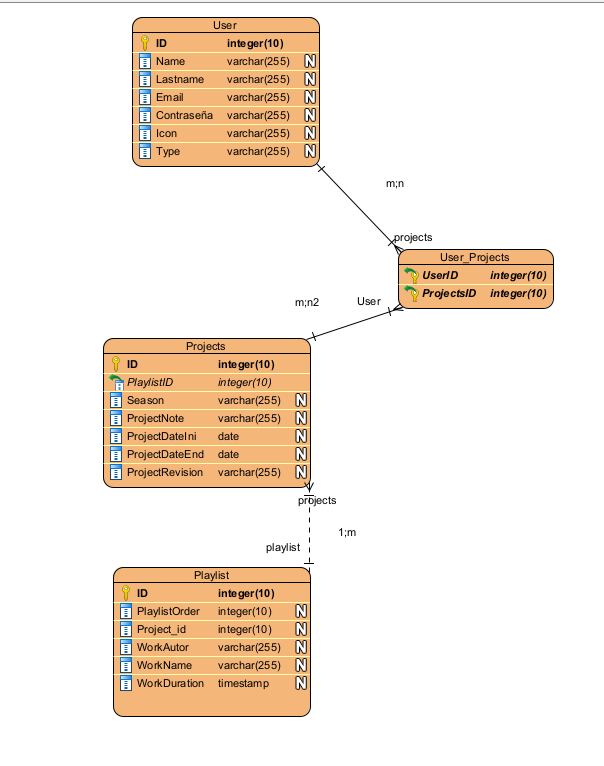 User
ID integer(10)
Name varchar(255) N
Lastname varchar(255) N
Email varchar(255) N
Contraseña varchar(255) N
Icon varchar(255) N
Type varchar(255) N
m;n
projects
User_Projects
UserID integer(10)
ProjectsID integer(10)
m;n2
User
Projects
ID integer(10)
PlaylistID integer(10)
Season varchar(255) N
ProjectNote varchar(255) N
ProjectDateIni date N
ProjectDateEnd date N
ProjectRevision varchar(255) N
projects
1;m
playlist
Playlist
ID integer(10)
PlaylistOrder integer(10) N
Project_id integer(10) N
WorkAutor varchar(255) N
WorkName varchar(255) N
WorkDuration timestamp N